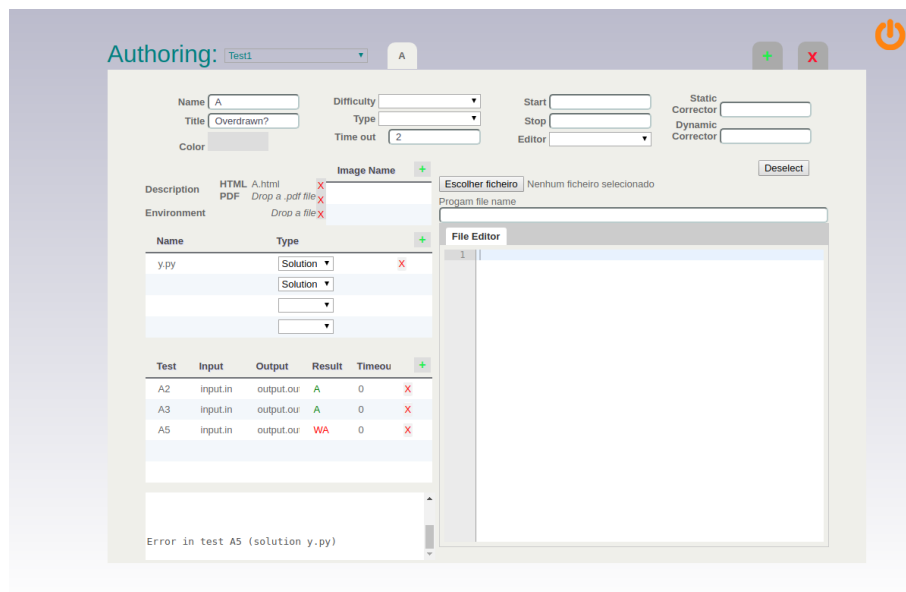 Authoring: Test1 A + X
Name A
Title Overdrawn?
Color
Difficulty
Type
Time out 2
Start
Stop
Editor
Static
Corrector
Dynamic
Corrector
Image Name +
Description HTML A.html X
PDF Drop a .pdf file X
Environment Drop a file X
Deselect
Escolher ficheiro Nenhum ficheiro selecionado
Progam file name
File Editor
1
Name Type +
y.py Solution X
Solution
Test Input Output Result Timeou +
A2 input.in output.ou A 0 X
A3 input.in output.ou A 0 X
A5 input.in output.ou WA 0 X
Error in test A5 (solution y.py)